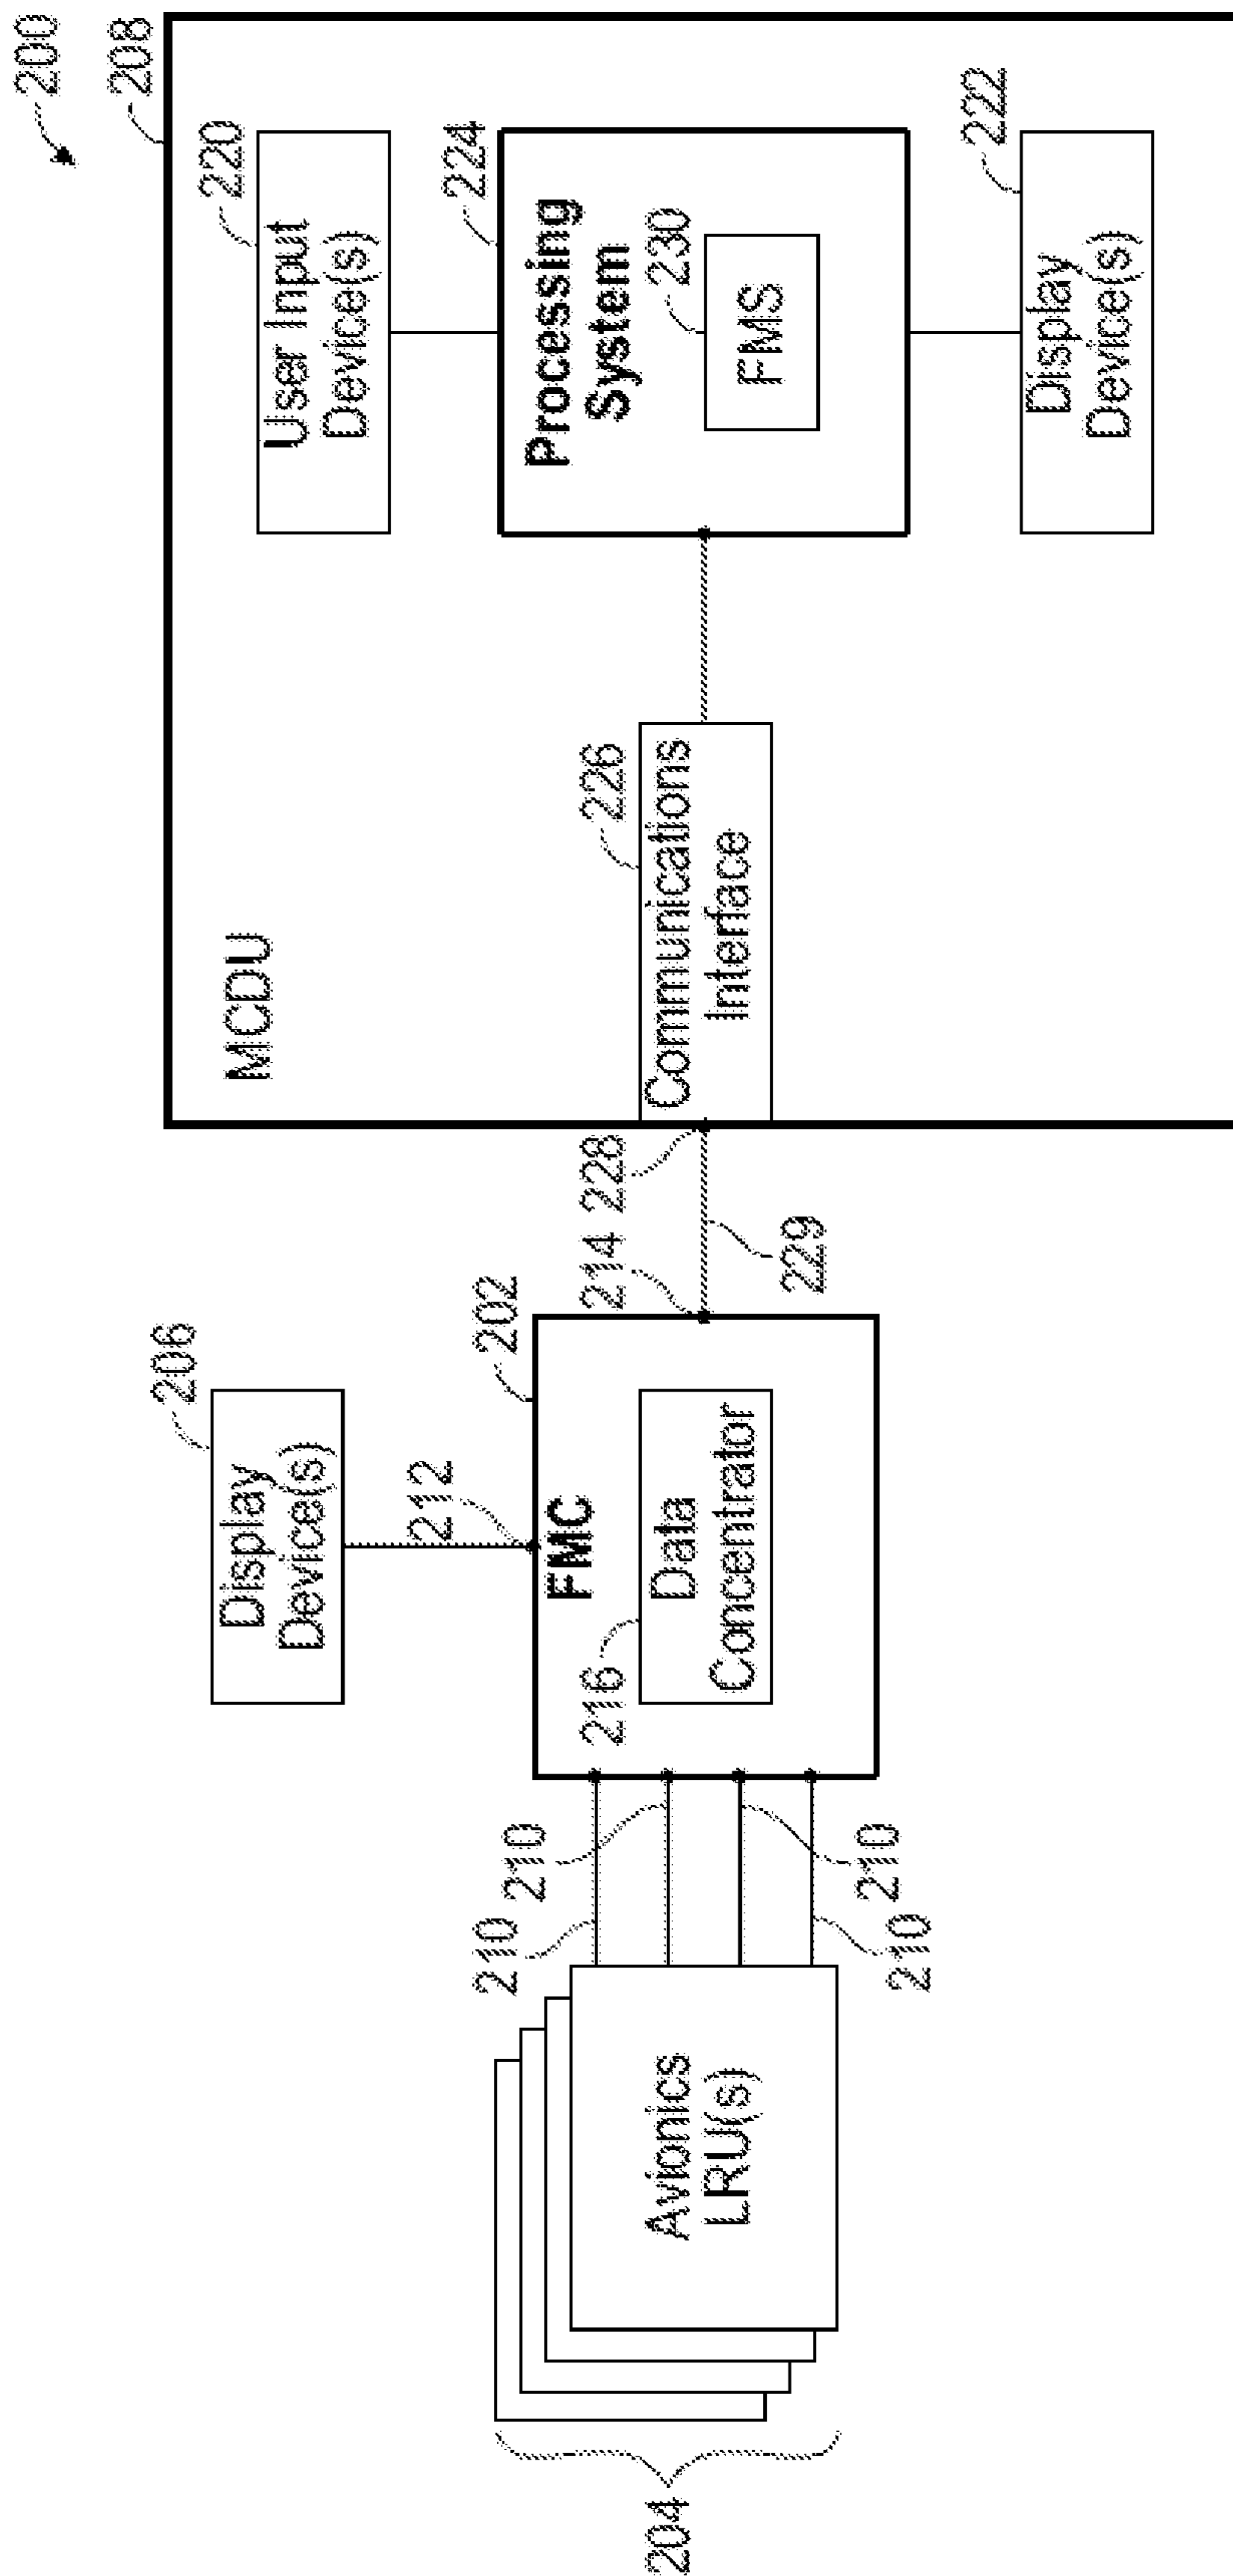 200
208
MCDU
User Input
Device(s)
220
Processing
System
224
FMS
230
Display
Device(s)
222
Communications
Interface
226
228
229
214
Display
Device(s)
206
212
FMC
202
Data
Concentrator
216
210
210
210
210
Avionics
LRU(s)
204